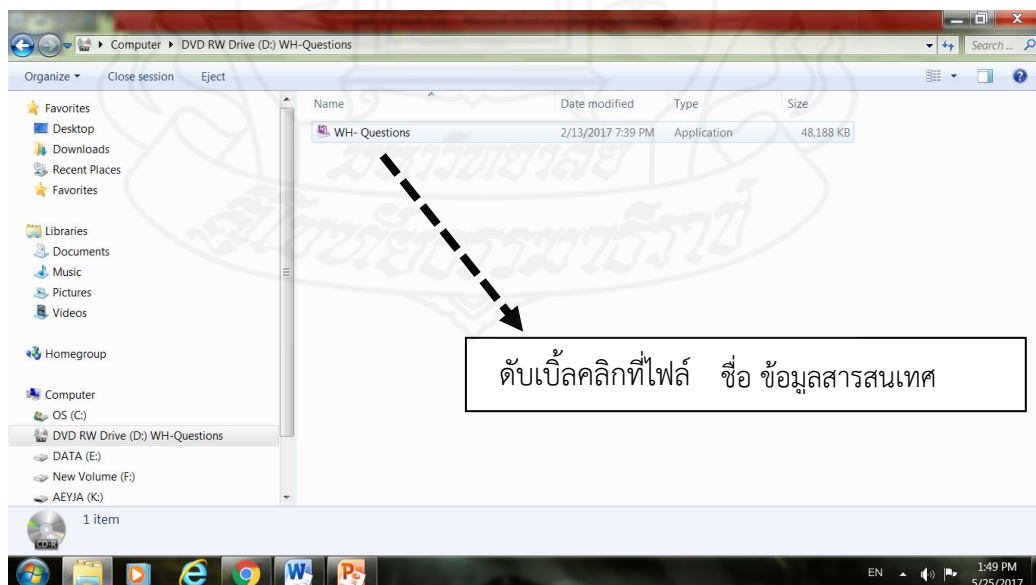 Computer ▸ DVD RW Drive (D:) WH-Questions
Search ...
Organize ▾ Close session Eject
Name Date modified Type Size
WH- Questions 2/13/2017 7:39 PM Application 48,188 KB
Favorites
Desktop
Downloads
Recent Places
Favorites
Libraries
Documents
Music
Pictures
Videos
Homegroup
Computer
OS (C:)
DVD RW Drive (D:) WH-Questions
DATA (E:)
New Volume (F:)
AEYJA (K:)
ดับเบิ้ลคลิกที่ไฟล์ ชื่อ ข้อมูลสารสนเทศ
1 item
CD-R
EN
1:49 PM
5/25/2017